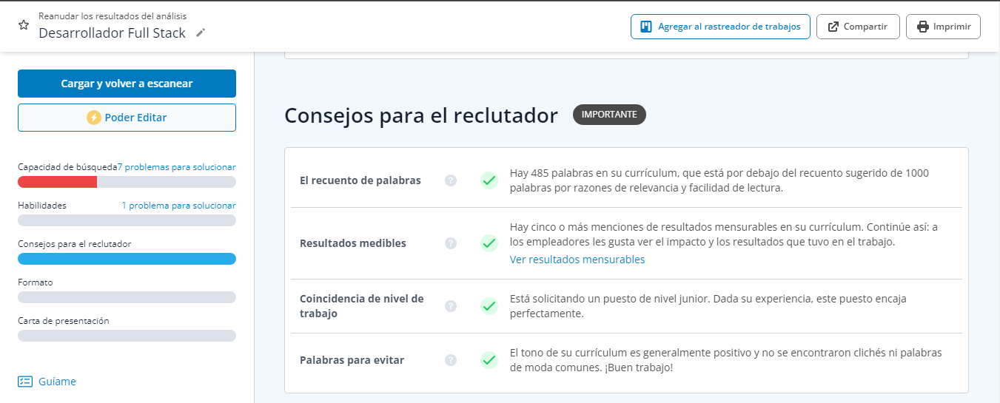 Reanudar los resultados del análisis
Desarrollador Full Stack
Agregar al rastreador de trabajos
Compartir
Imprimir
Cargar y volver a escanear
Poder Editar
Capacidad de búsqueda7 problemas para solucionar
Habilidades 1 problema para solucionar
Consejos para el reclutador
Formato
Carta de presentación
Guíame
Consejos para el reclutador IMPORTANTE
El recuento de palabras ?
Hay 485 palabras en su currículum, que está por debajo del recuento sugerido de 1000
palabras por razones de relevancia y facilidad de lectura.
Resultados medibles ?
Hay cinco o más menciones de resultados mensurables en su currículum. Continúe así: a
los empleadores les gusta ver el impacto y los resultados que tuvo en el trabajo.
Ver resultados mensurables
Coincidencia de nivel de
trabajo ?
Está solicitando un puesto de nivel junior. Dada su experiencia, este puesto encaja
perfectamente.
Palabras para evitar ?
El tono de su currículum es generalmente positivo y no se encontraron clichés ni palabras
de moda comunes. ¡Buen trabajo!